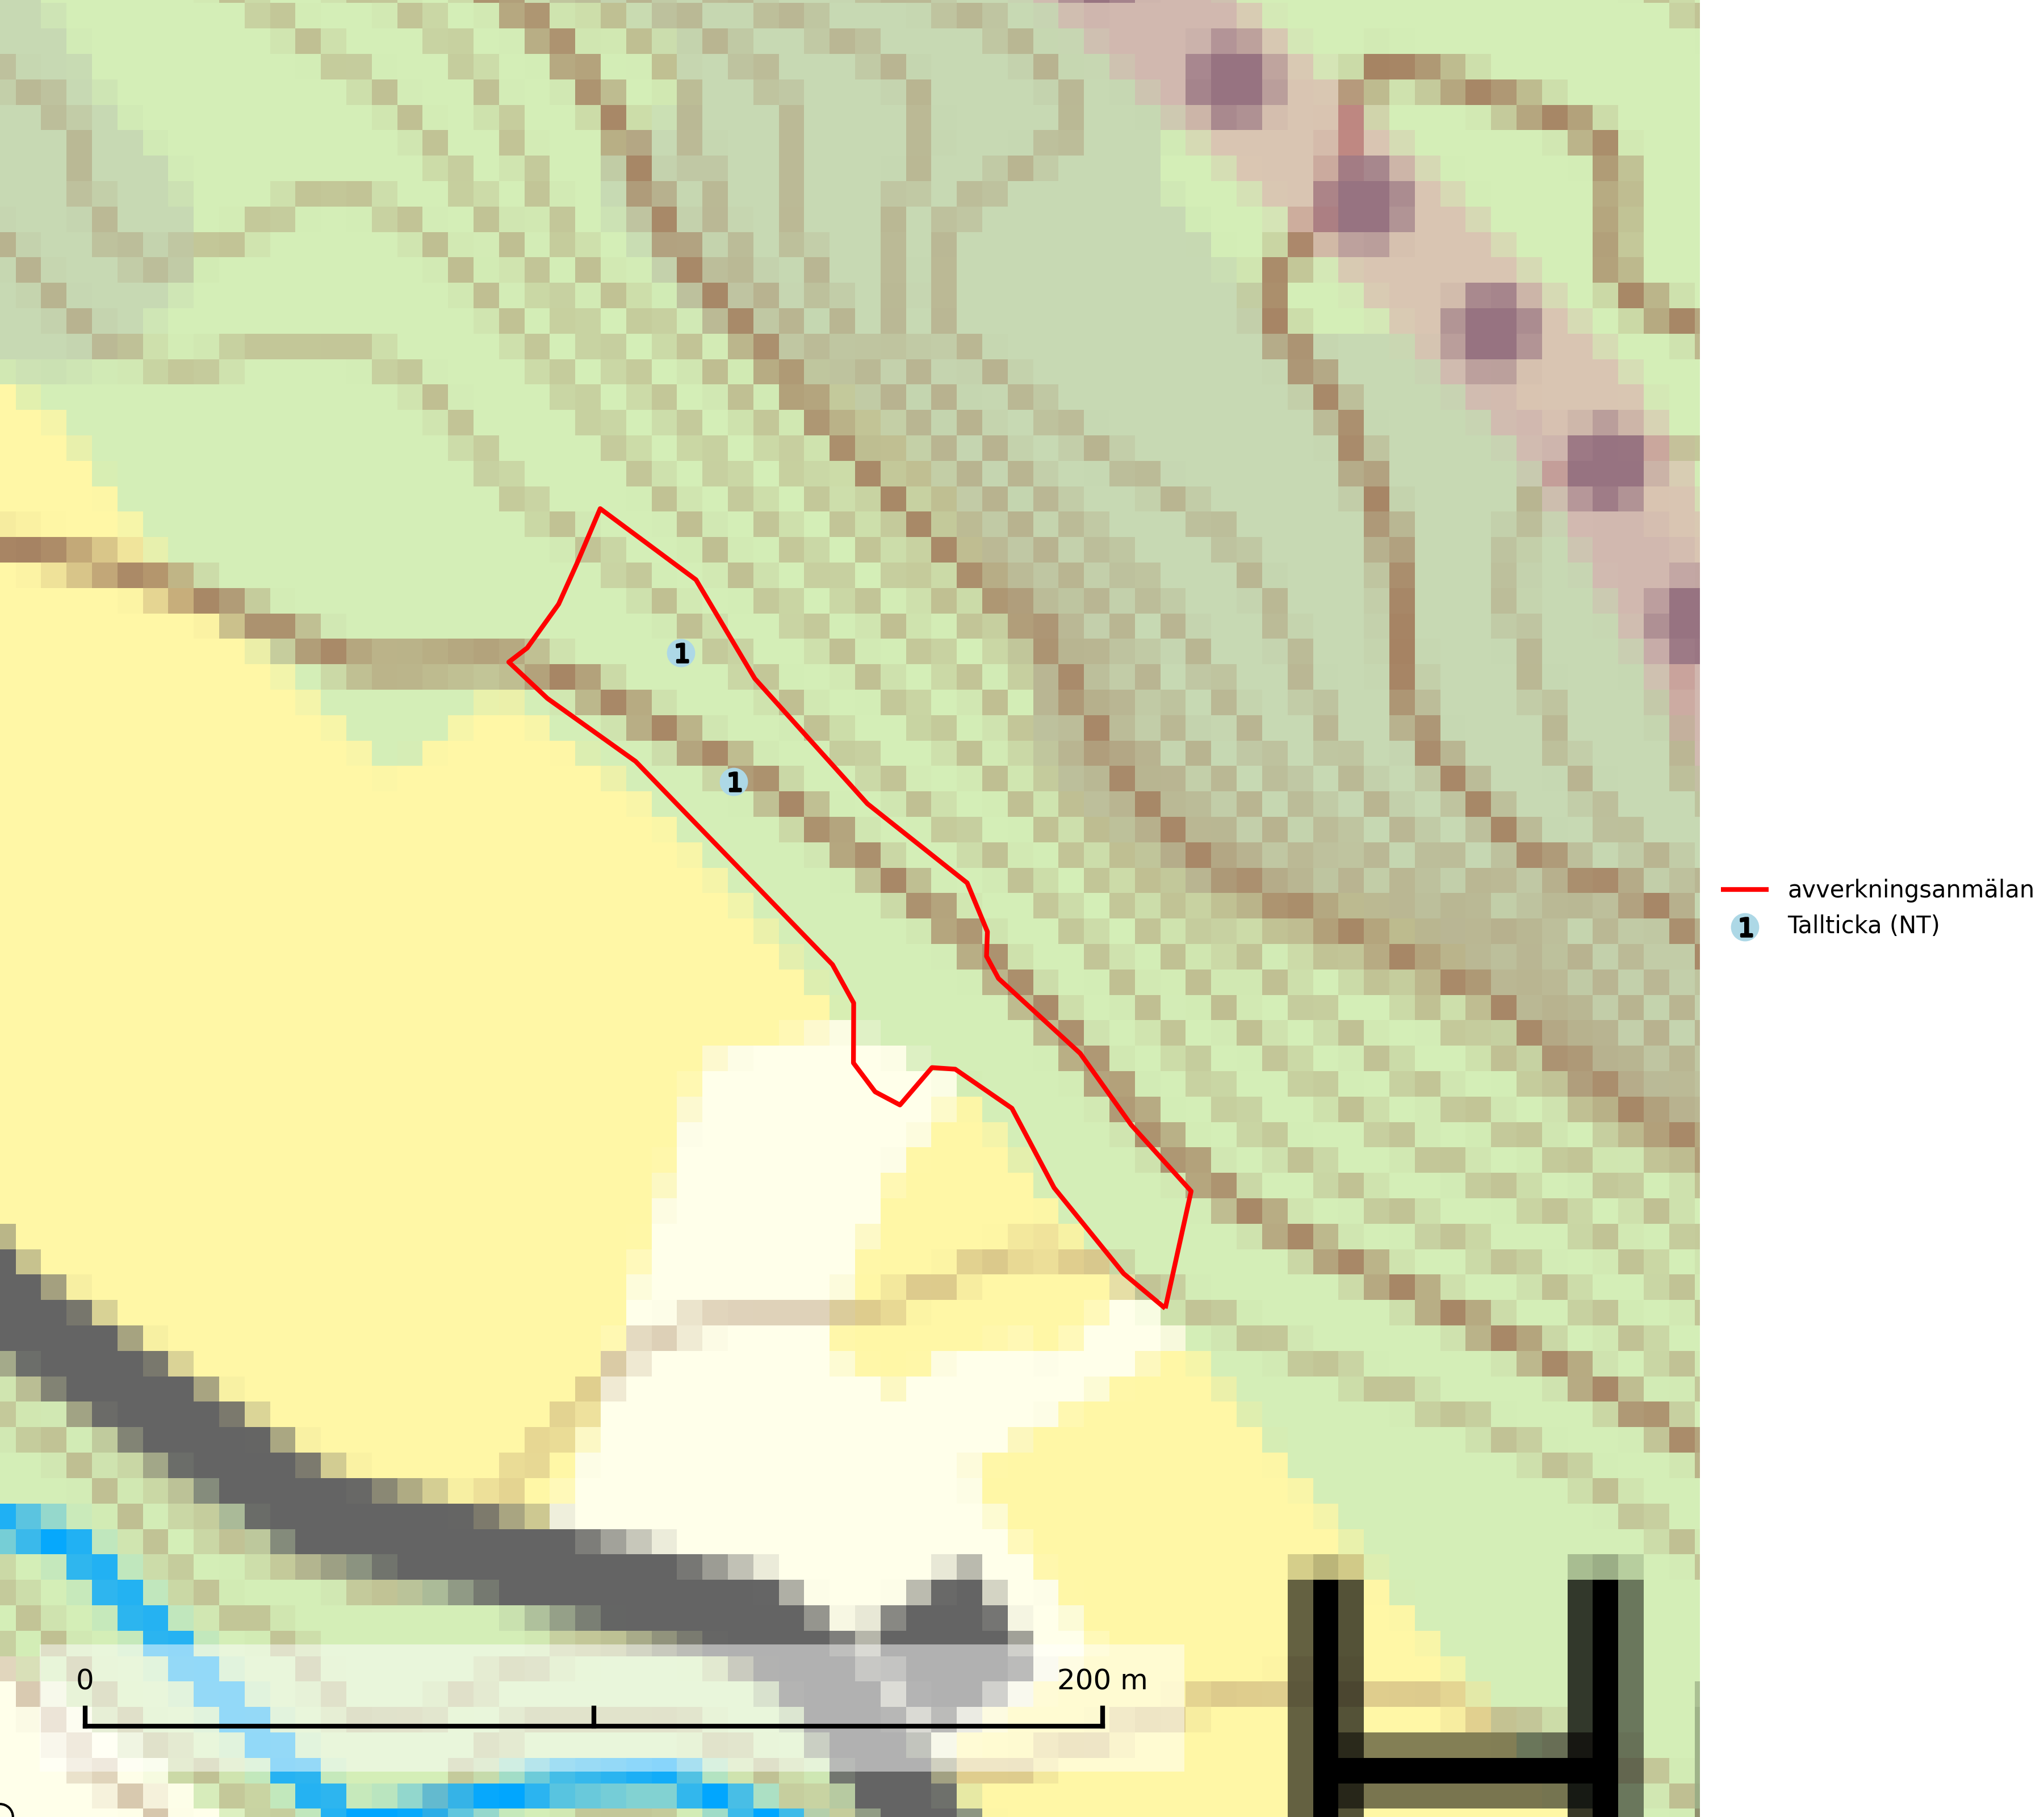 1
1
avverkningsanmälan
1 Tallticka (NT)
0 200 m
H